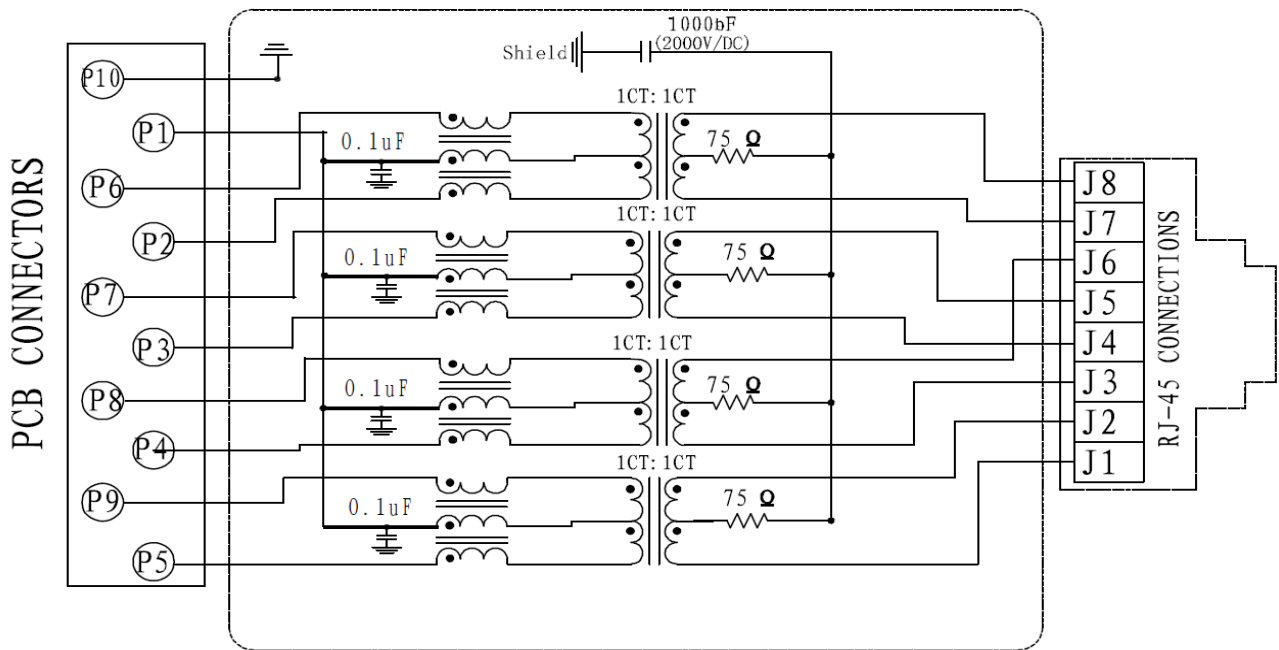 1000bF
Shield
(2000V/DC)
P10
1CT: 1CT
P1
0.1uF
75 Ω
P6
J8
1CT: 1CT
J7
P2
0.1uF
75 Ω
J6
P7
J5
P3
1CT: 1CT
J4
P8
0.1uF
75 Ω
J3
J2
P4
1CT: 1CT
J1
P9
0.1uF
75 Ω
P5
PCB CONNECTORS
RJ-45 CONNECTIONS